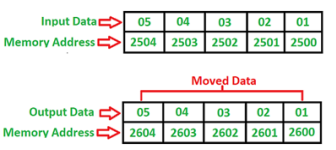 Input Data 05 04 03 02 01
Memory Address 2504 2503 2502 2501 2500
Moved Data
Output Data 05 04 03 02 01
Memory Address 2604 2603 2602 2601 2600